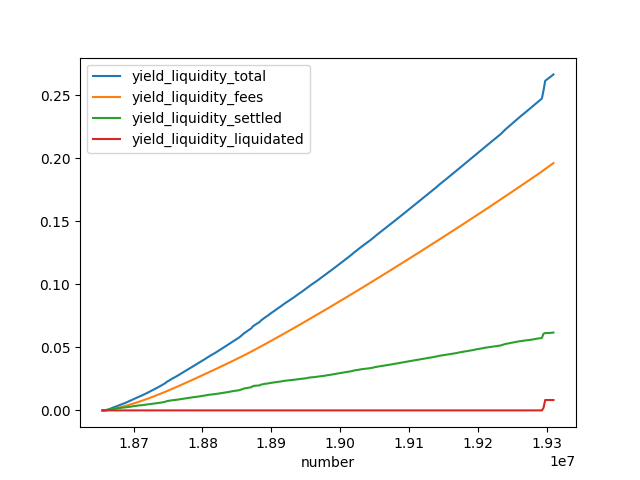 yield_liquidity_total
yield_liquidity_fees
yield_liquidity_settled
yield_liquidity_liquidated
0.25
0.20
0.15
0.10
0.05
0.00
1.87 1.88 1.89 1.90 1.91 1.92 1.93
number 1e7